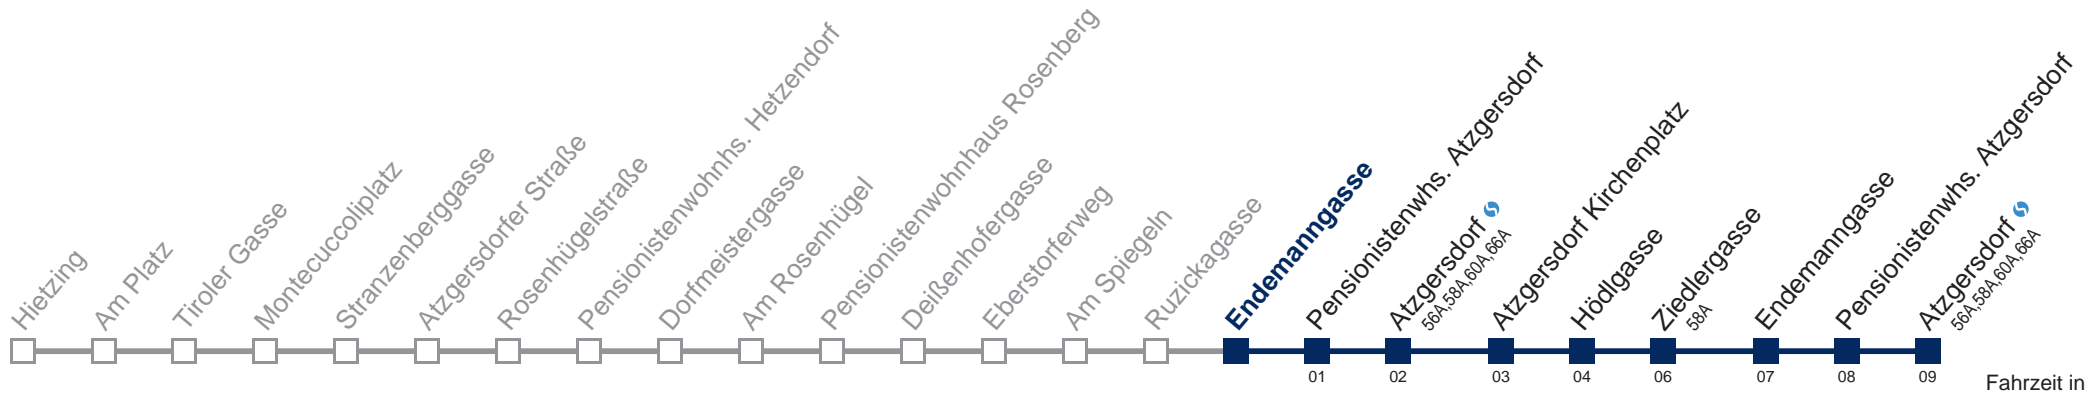 Hietzing
Am Platz
Tiroler Gasse
Montecuccoliplatz
Stranzenberggasse
Atzgersdorfer Straße
Rosenhügelstraße
Pensionistenwohnhs. Hetzendorf
Dorfmeistergasse
Am Rosenhügel
Pensionistenwohnhaus Rosenberg
Deißenhofergasse
Eberstorferweg
Am Spiegeln
Ruzickagasse
Endemanngasse
Pensionistenwhs. Atzgersdorf
01
Atzgersdorf
56A,58A,60A,66A
02
Atzgersdorf Kirchenplatz
03
Hödlgasse
04
Ziedlergasse
58A
06
Endemanngasse
07
Pensionistenwhs. Atzgersdorf
08
Atzgersdorf
56A,58A,60A,66A
09
Fahrzeit in